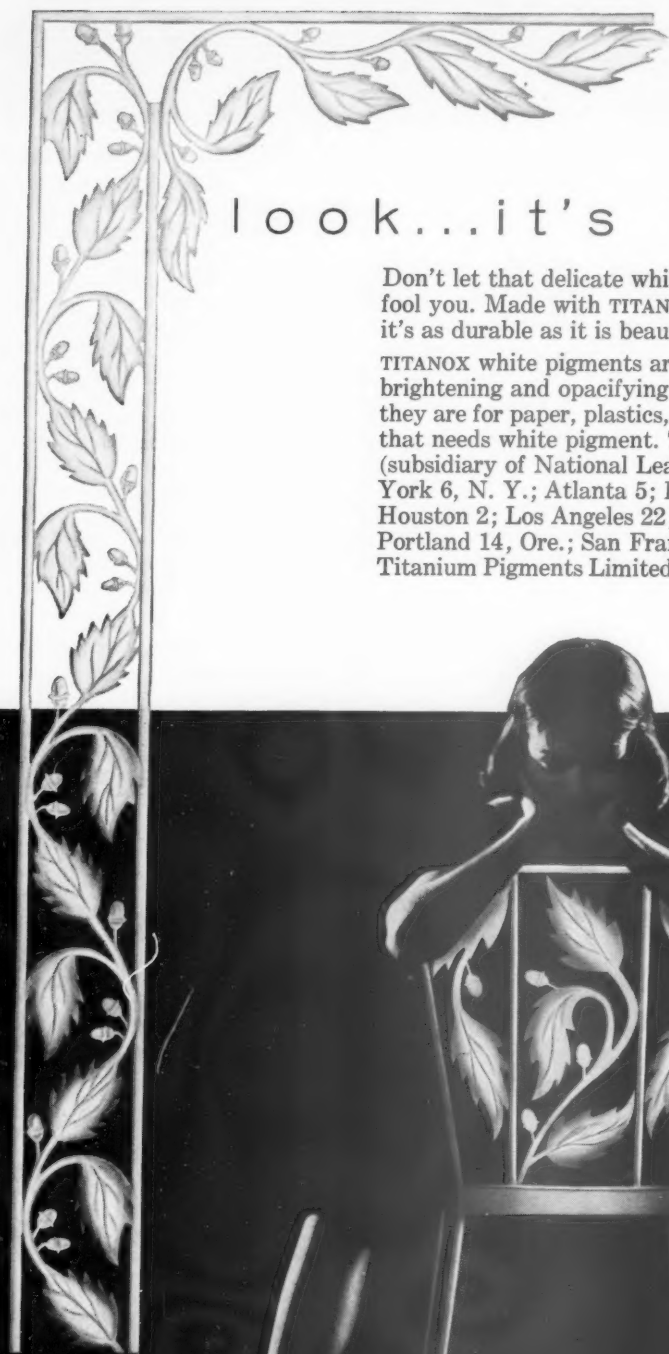 look...it's
Don't let that delicate whi
fool you. Made with TITAN
it's as durable as it is beau
TITANOX white pigments ar
brightening and opacifying
they are for paper, plastics,
that needs white pigment.
(subsidiary of National Lea
York 6, N. Y.; Atlanta 5;
Houston 2; Los Angeles 22
Portland 14, Ore.; San Fra
Titanium Pigments Limited